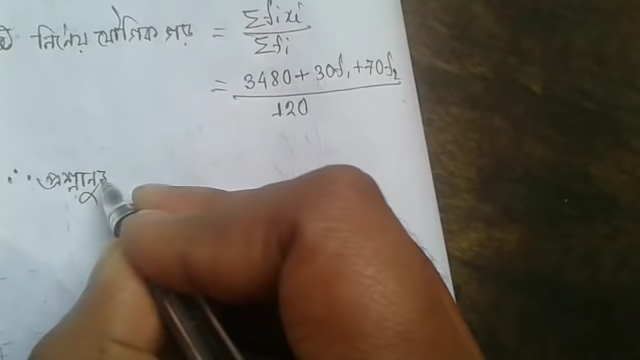 নির্নেয় যৌগিক গড় = Σfᵢxᵢ / Σfᵢ
= 3480 + 30f₁ + 70f₂ / 120
∴ প্রশ্নানু